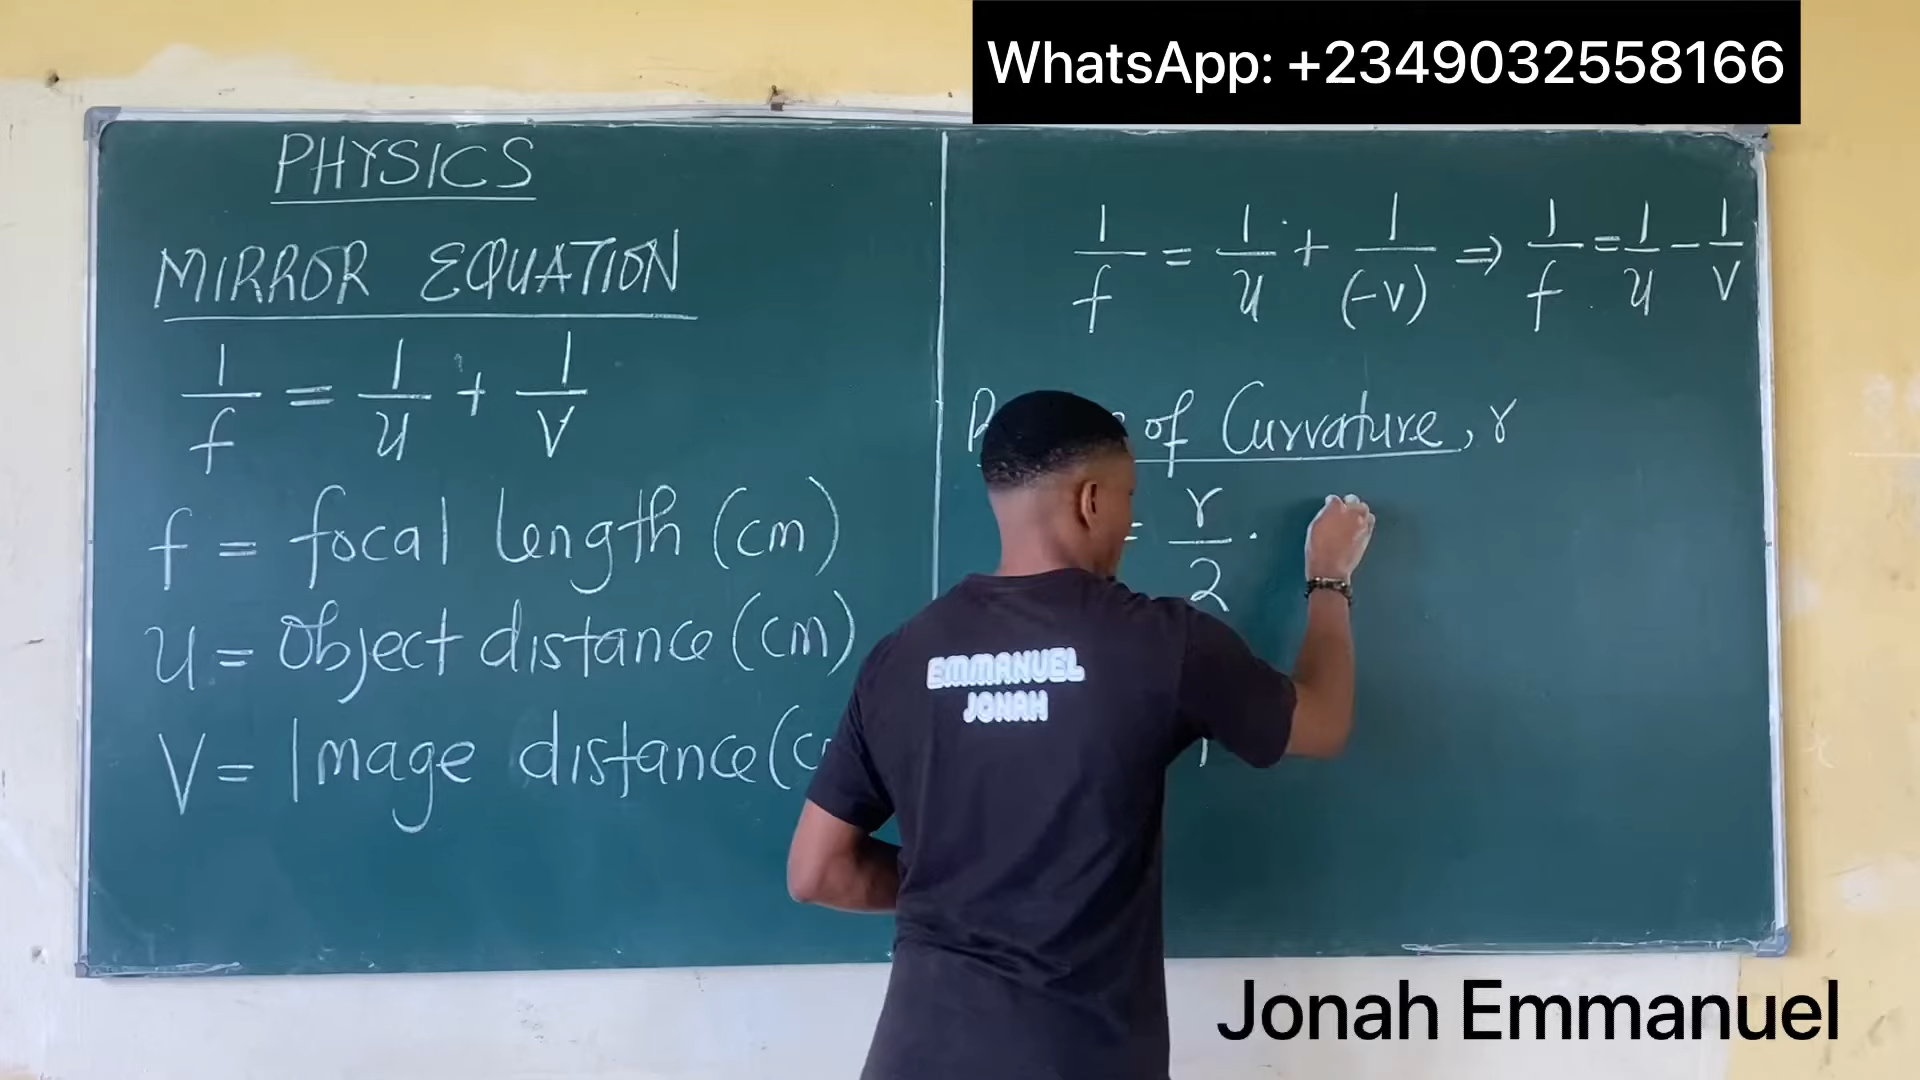 WhatsApp: +2349032558166
PHYSICS
MIRROR EQUATION
1/f = 1/u + 1/v
f = focal length (cm)
u = Object distance (cm)
V = Image distance (c
1/f = 1/u + 1/(-v) ⇒ 1/f = 1/u - 1/v
of Curvature, r
= r/2 .
EMMANUEL
JONAH
Jonah Emmanuel